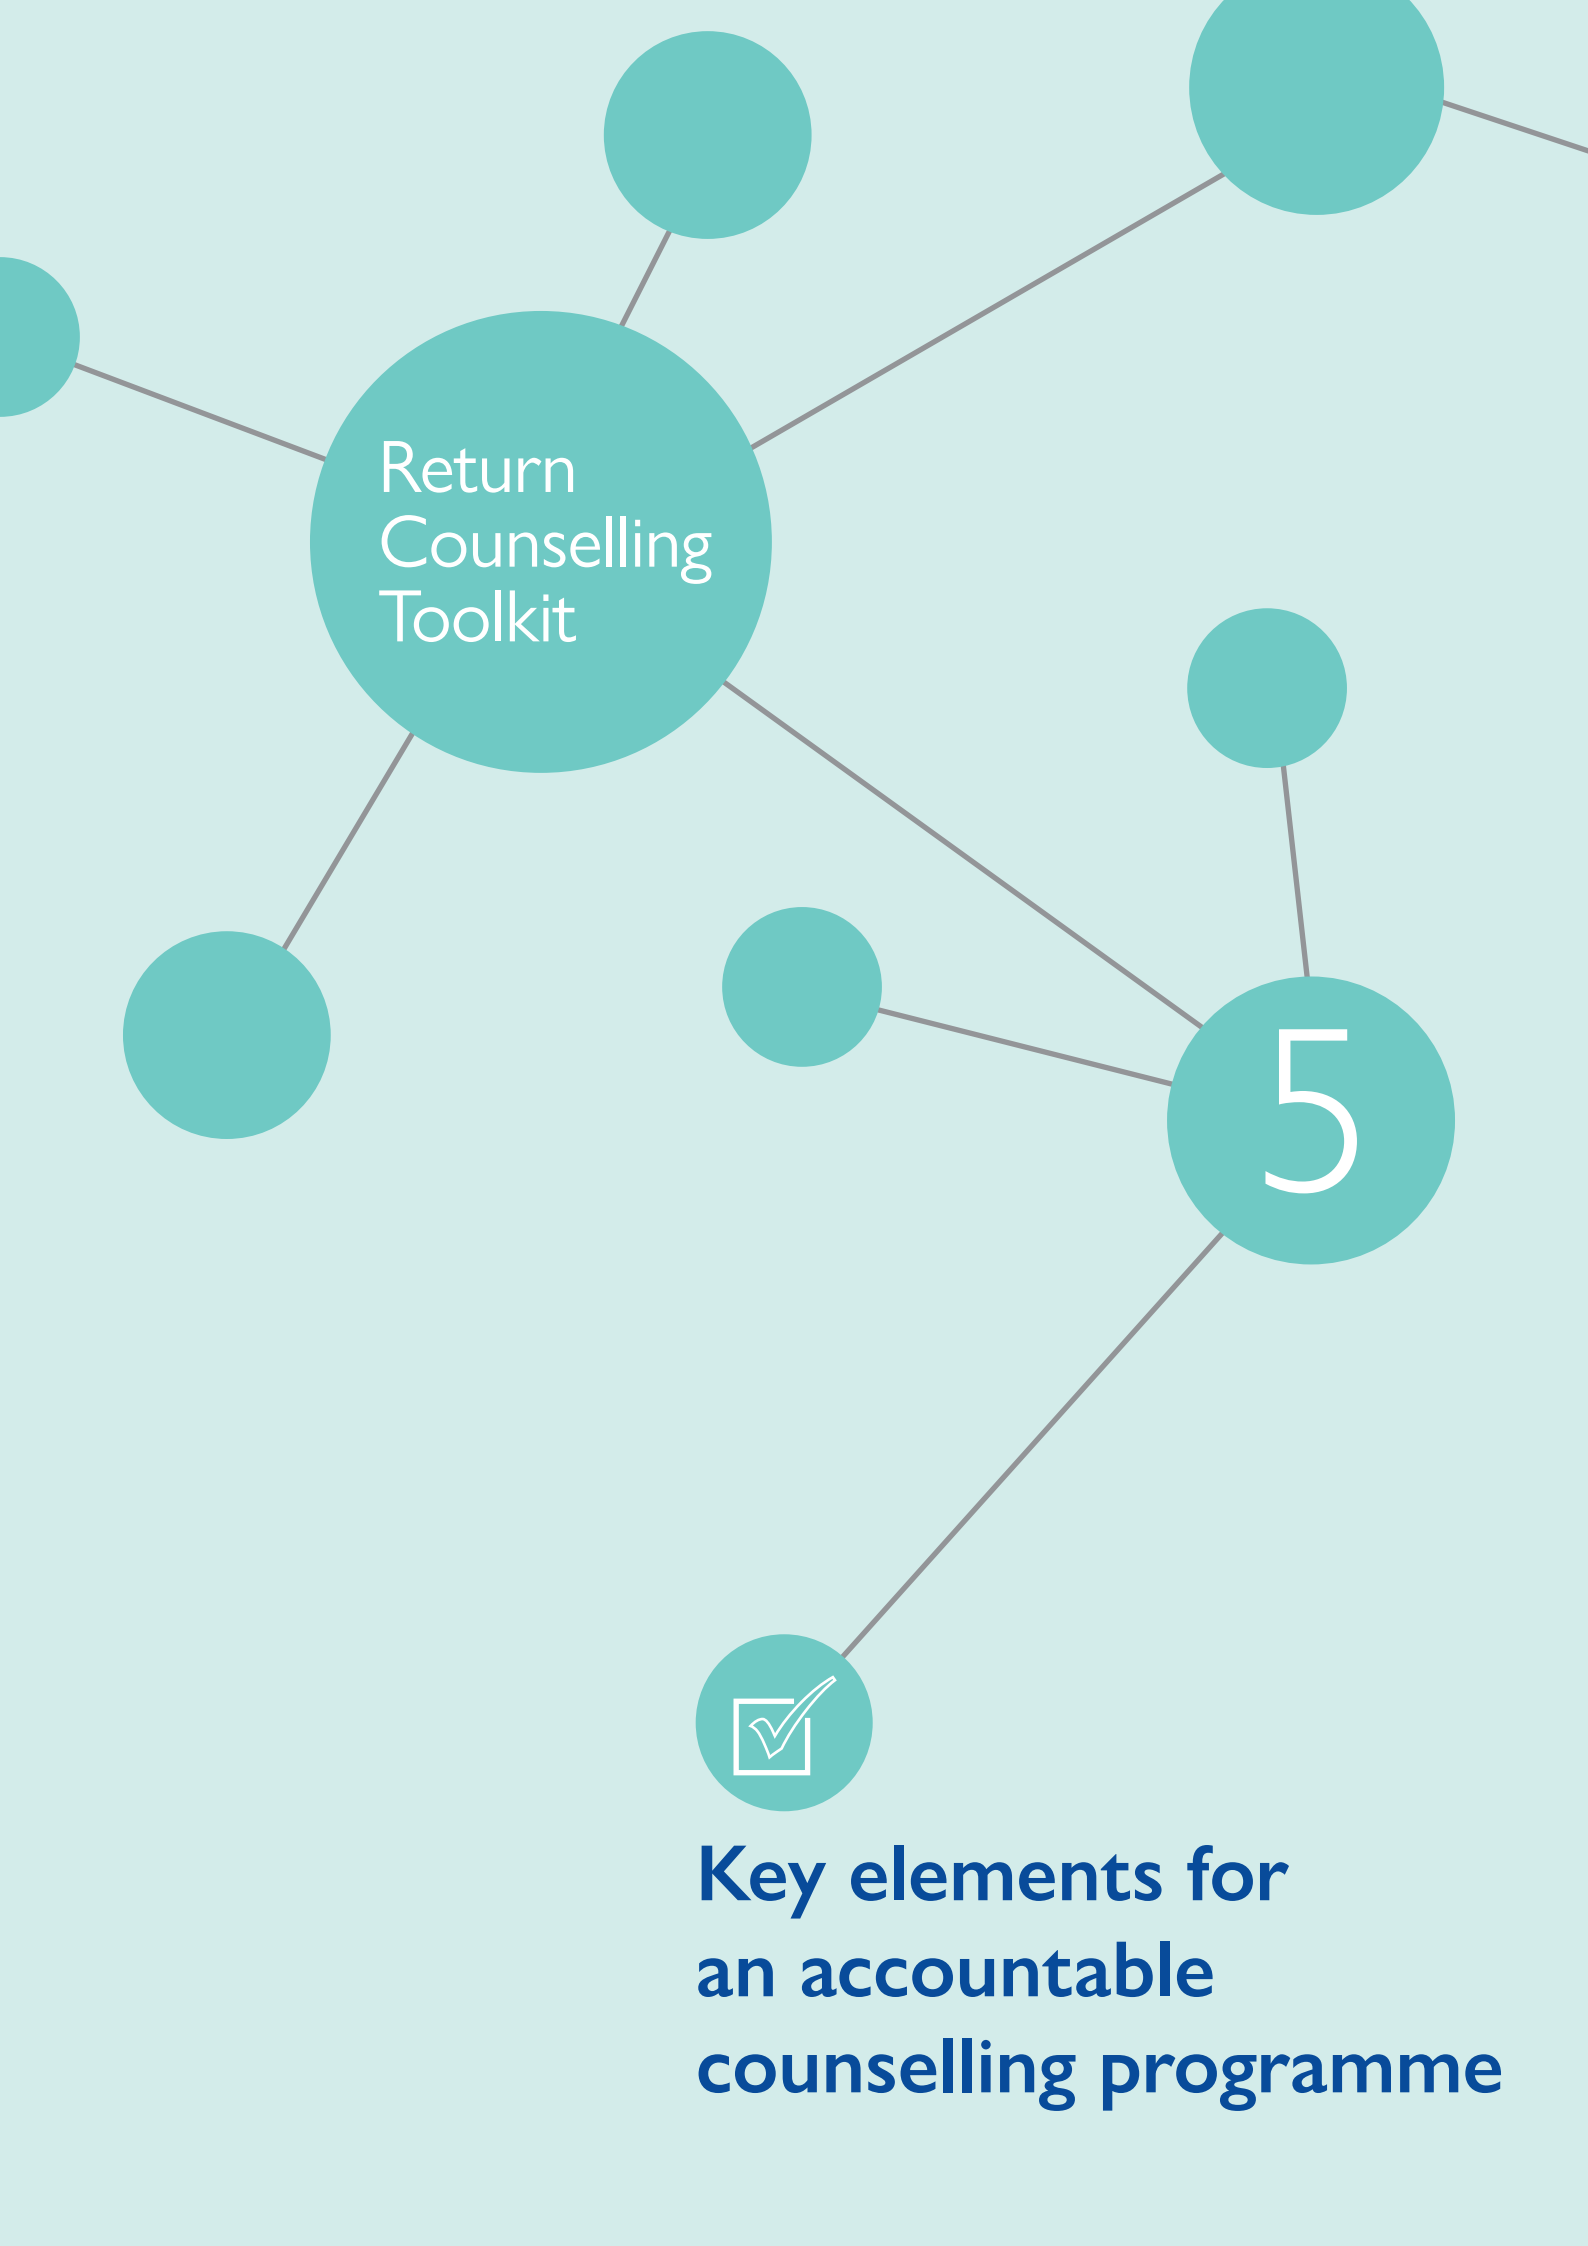 Return
Counselling
Toolkit
5
Key elements for
an accountable
counselling programme